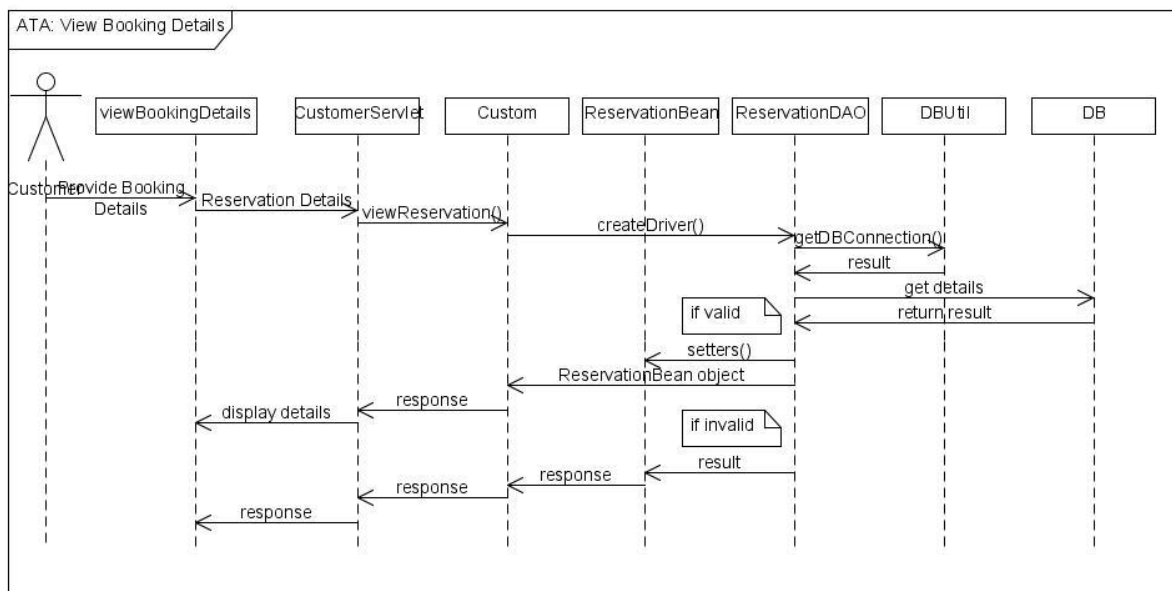 ATA: View Booking Details
viewBookingDetails
CustomerServlet
Custom
ReservationBean
ReservationDAO
DBUtil
DB
Customer
Provide Booking
Details
Reservation Details
viewReservation()
createDriver()
getDBConnection()
result
get details
if valid
return result
setters()
ReservationBean object
response
display details
if invalid
result
response
response
response